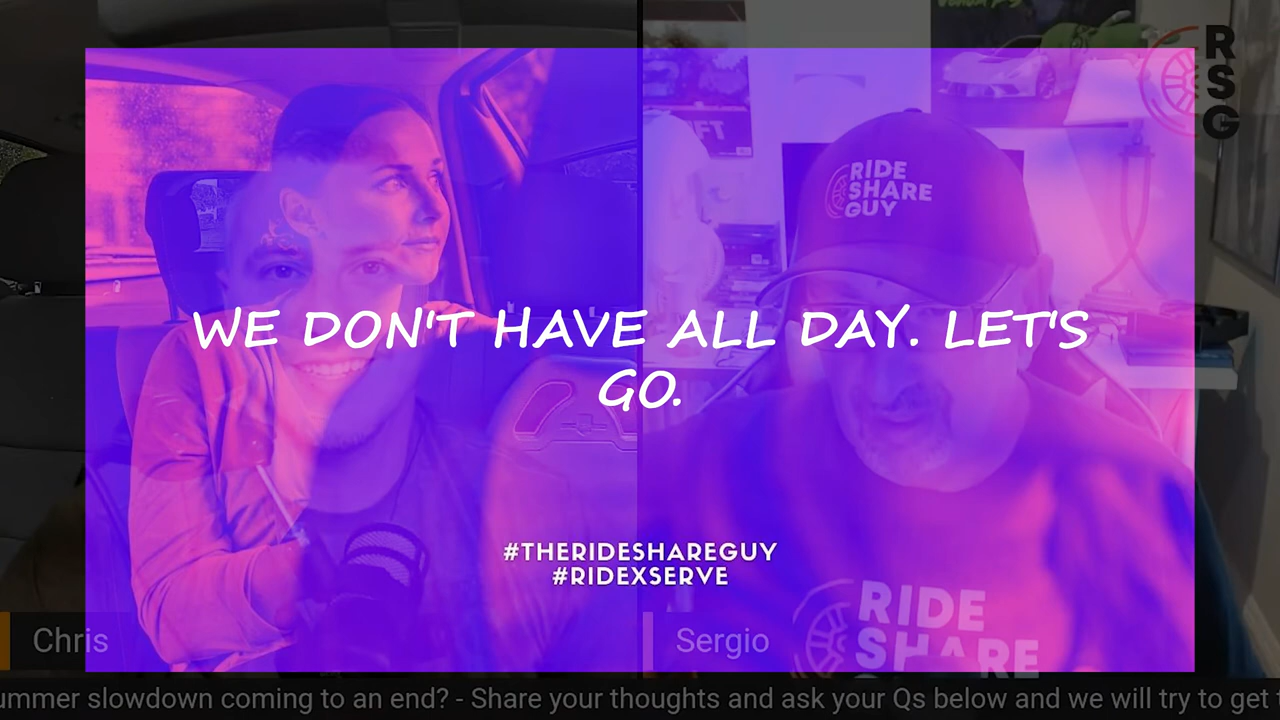 R
S
G
IFT
RIDE
SHARE
GUY
WE DON'T HAVE ALL DAY. LET'S
GO.
#THERIDESHAREGUY
#RIDEXSERVE
RIDE
SHARE
Chris
Sergio
ummer slowdown coming to an end? - Share your thoughts and ask your Qs below and we will try to get